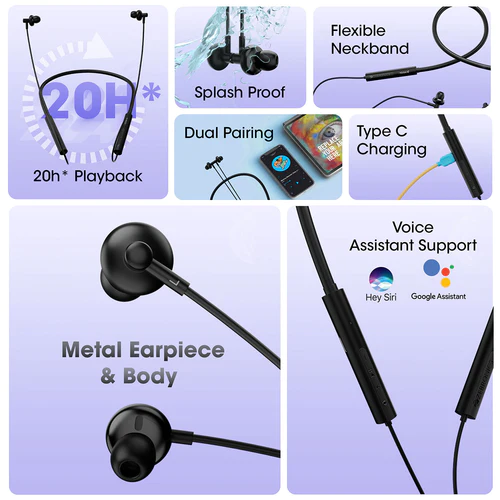 20H*
20h* Playback
Splash Proof
Flexible
Neckband
Dual Pairing
Type C
Charging
Metal Earpiece
& Body
Voice
Assistant Support
Hey Siri
Google Assistant